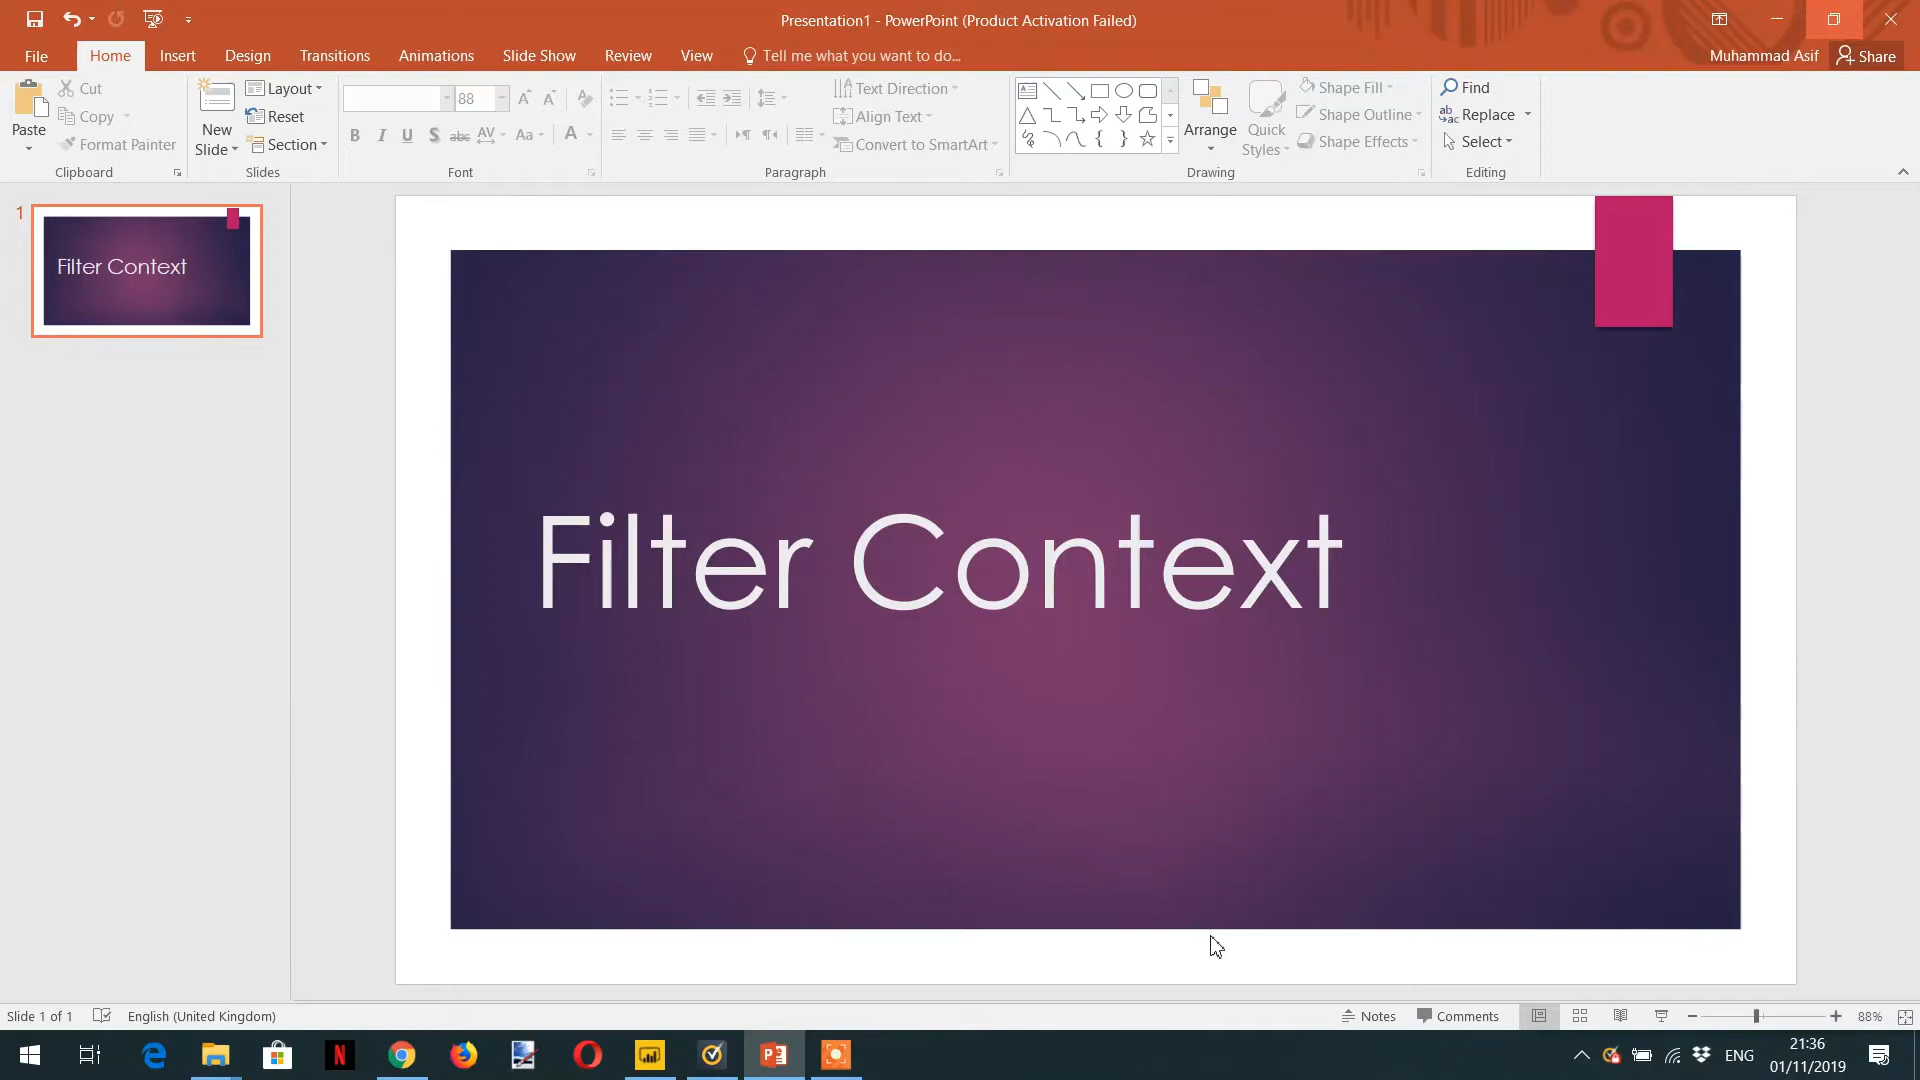 Presentation1 - PowerPoint (Product Activation Failed)
File Home Insert Design Transitions Animations Slide Show Review View Tell me what you want to do... Muhammad Asif Share
Paste
Cut
Copy
Format Painter
Clipboard
New
Slide
Layout
Reset
Section
Slides
88
B I U S abc AV Aa A
Font
Paragraph
Text Direction
Align Text
Convert to SmartArt
Drawing
Arrange
Quick
Styles
Shape Fill
Shape Outline
Shape Effects
Find
Replace
Select
Editing
1
Filter Context
Filter Context
Slide 1 of 1 English (United Kingdom) Notes Comments 88%
ENG
21:36
01/11/2019